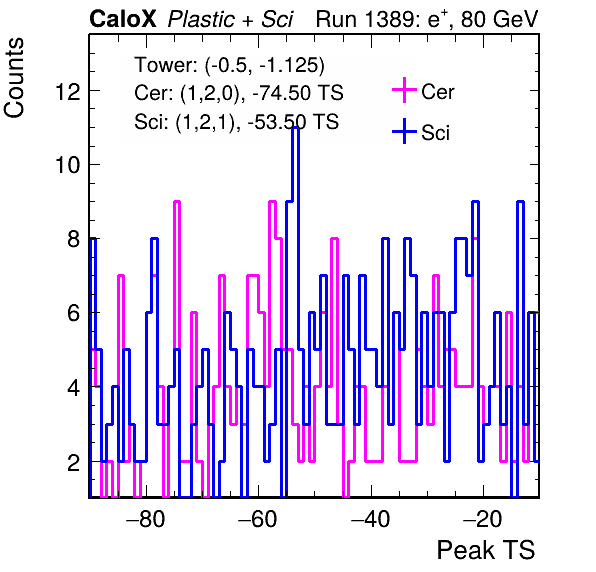 CaloX Plastic + Sci Run 1389: e⁺, 80 GeV
Counts
Tower: (-0.5, -1.125)
Cer: (1,2,0), -74.50 TS
Sci: (1,2,1), -53.50 TS
Cer
Sci
12
10
8
6
4
2
−80 −60 −40 −20
Peak TS